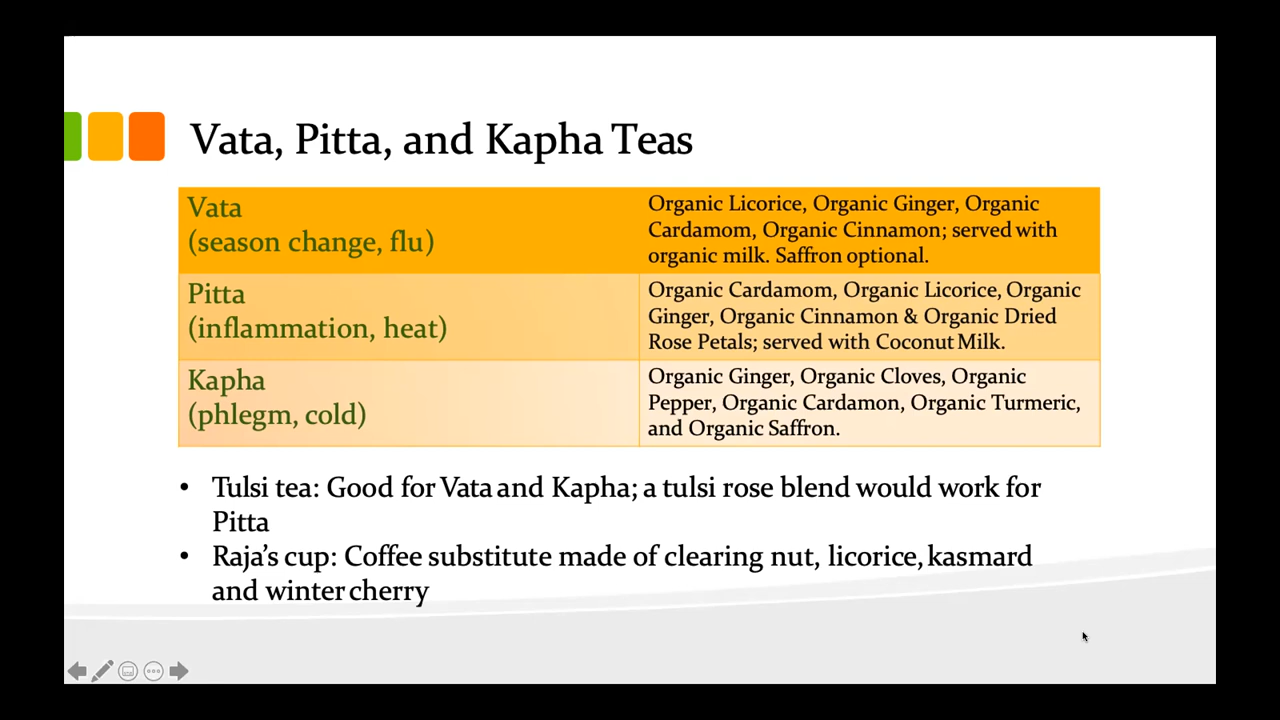 Vata, Pitta, and Kapha Teas
Vata
(season change, flu)
Organic Licorice, Organic Ginger, Organic
Cardamom, Organic Cinnamon; served with
organic milk. Saffron optional.
Pitta
(inflammation, heat)
Organic Cardamom, Organic Licorice, Organic
Ginger, Organic Cinnamon & Organic Dried
Rose Petals; served with Coconut Milk.
Kapha
(phlegm, cold)
Organic Ginger, Organic Cloves, Organic
Pepper, Organic Cardamon, Organic Turmeric,
and Organic Saffron.
• Tulsi tea: Good for Vata and Kapha; a tulsi rose blend would work for
Pitta
• Raja’s cup: Coffee substitute made of clearing nut, licorice, kasmard
and winter cherry